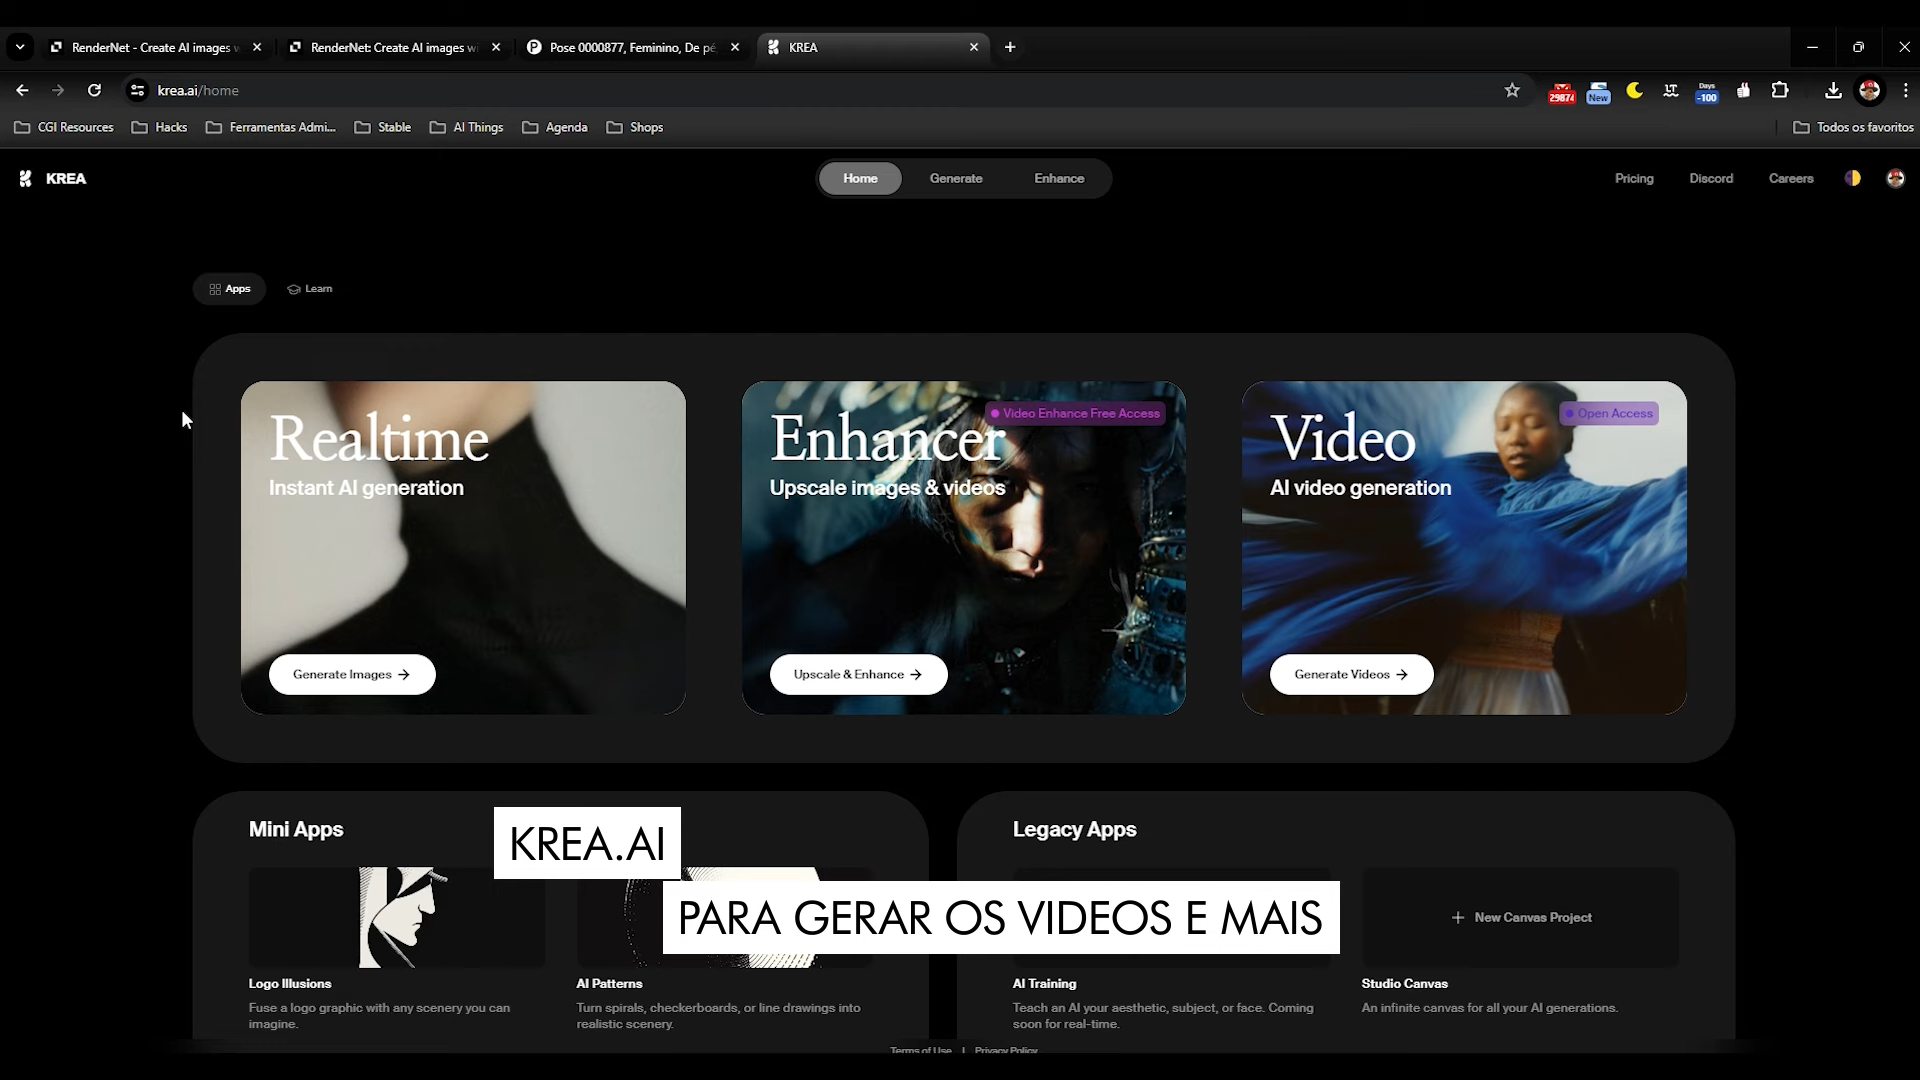 RenderNet - Create AI images w
RenderNet: Create AI images wi
Pose 0000877, Feminino, De pé
KREA
krea.ai/home
29874
New
Days
-100
CGI Resources
Hacks
Ferramentas Admi...
Stable
AI Things
Agenda
Shops
Todos os favoritos
KREA
Home
Generate
Enhance
Pricing
Discord
Careers
Apps
Learn
Realtime
Instant AI generation
Generate Images →
Enhancer
Video Enhance Free Access
Upscale images & videos
Upscale & Enhance →
Video
Open Access
AI video generation
Generate Videos →
Mini Apps
Legacy Apps
KREA.AI
PARA GERAR OS VIDEOS E MAIS
+ New Canvas Project
Logo Illusions
Fuse a logo graphic with any scenery you can
imagine.
AI Patterns
Turn spirals, checkerboards, or line drawings into
realistic scenery.
AI Training
Teach an AI your aesthetic, subject, or face. Coming
soon for real-time.
Studio Canvas
An infinite canvas for all your AI generations.
Terms of Use | Privacy Policy